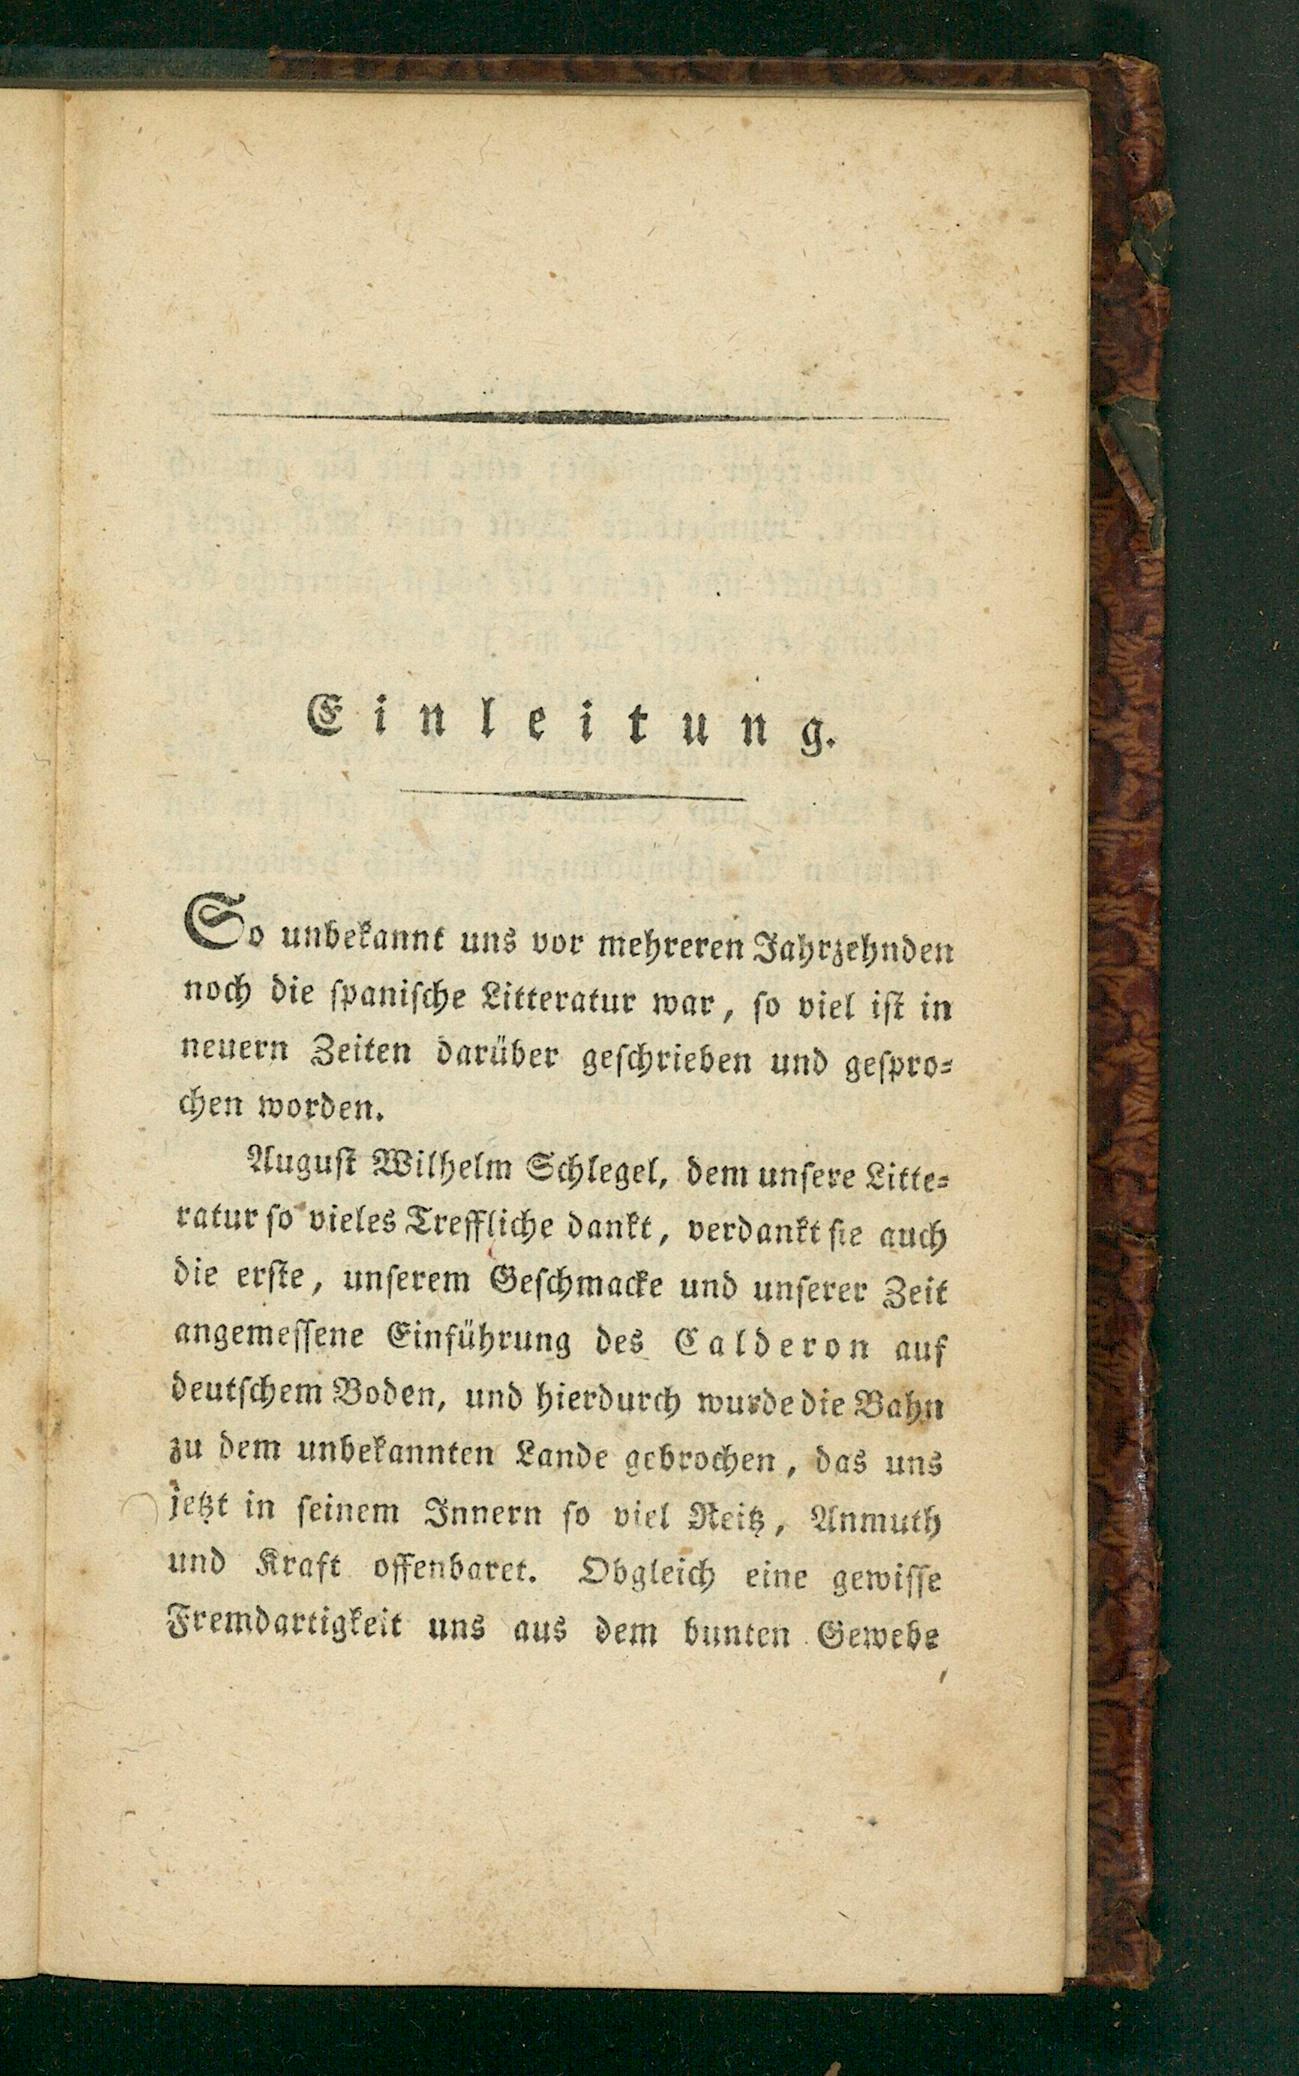 Einleitung.
So unbekannt uns vor mehreren Jahrzehnden
noch die spanische Litteratur war, so viel ist in
neuern Zeiten darüber geschrieben und gespro-
chen worden.
August Wilhelm Schlegel, dem unsere Litte-
ratur so vieles Treffliche dankt, verdankt sie auch
die erste, unserem Geschmacke und unserer Zeit
angemessene Einführung des Calderon auf
deutschem Boden, und hierdurch wurde die Bahn
zu dem unbekannten Lande gebrochen, das uns
jetzt in seinem Innern so viel Reitz, Anmuth
und Kraft offenbaret. Obgleich eine gewisse
Fremdartigkeit uns aus dem bunten Gewebe